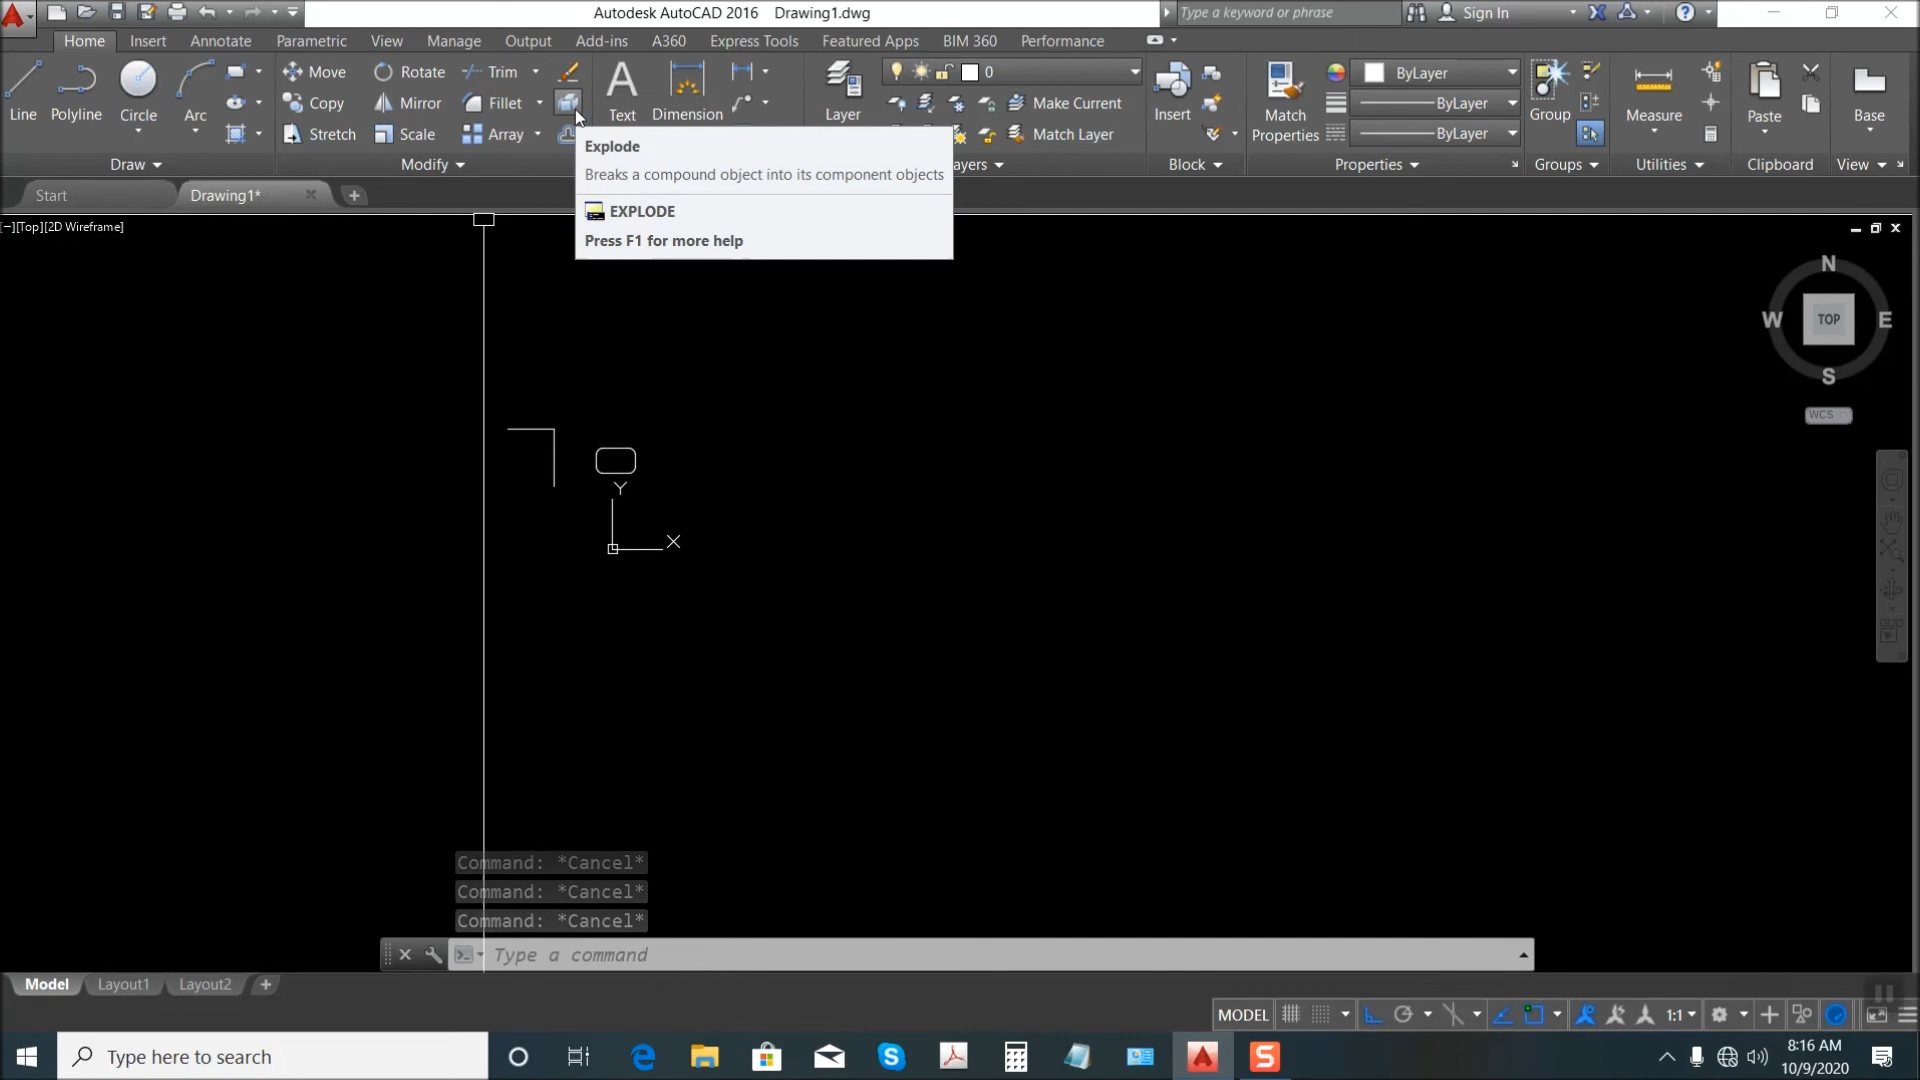 Autodesk AutoCAD 2016 Drawing1.dwg
Type a keyword or phrase
Sign In
Home Insert Annotate Parametric View Manage Output Add-ins A360 Express Tools Featured Apps BIM 360 Performance
Line Polyline Circle Arc
Move Rotate Trim
Copy Mirror Fillet
Stretch Scale Array
Text Dimension
Layer
0
Make Current
Match Layer
Insert
Match Properties
ByLayer
ByLayer
ByLayer
Group
Measure
Paste
Base
Draw Modify ayers Block Properties Groups Utilities Clipboard View
Explode
Breaks a compound object into its component objects
EXPLODE
Press F1 for more help
Start Drawing1*
[−][Top][2D Wireframe]
N
W TOP E
S
WCS
Y
X
Command: *Cancel*
Command: *Cancel*
Command: *Cancel*
Type a command
Model Layout1 Layout2
MODEL 1:1
Type here to search
8:16 AM
10/9/2020